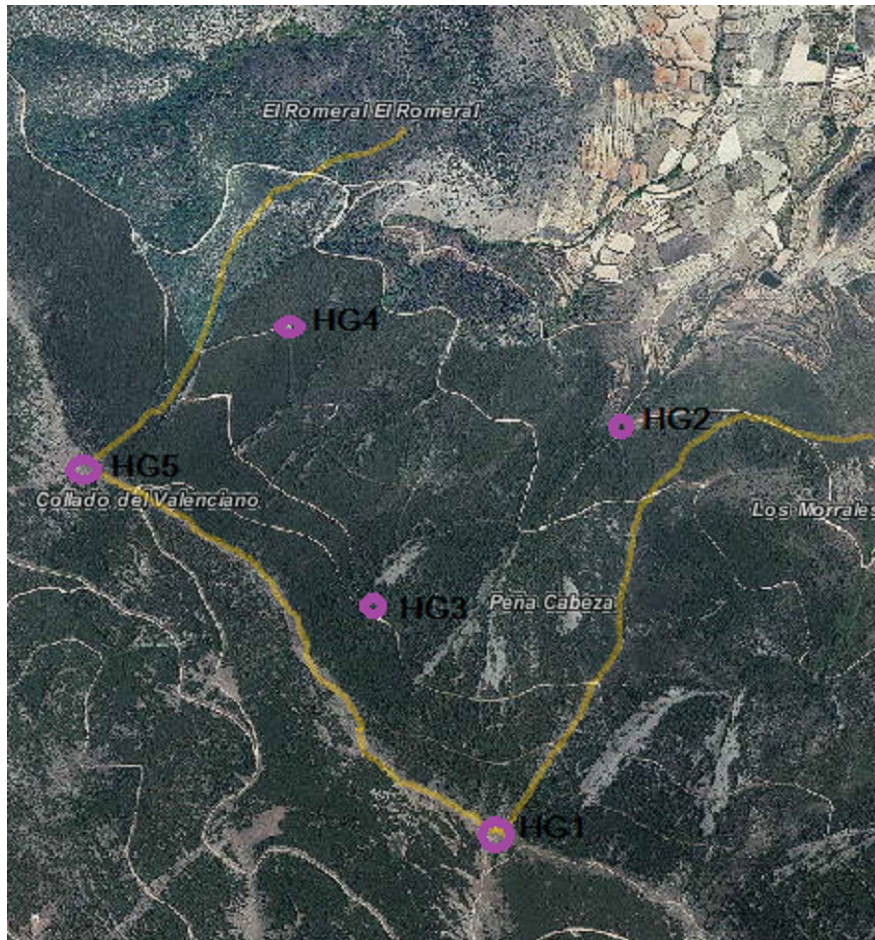 El Romeral El Romeral
HG4
HG2
HG5
Collado del Valenciano
Los Morrales
HG3
Peña Cabeza
HG1